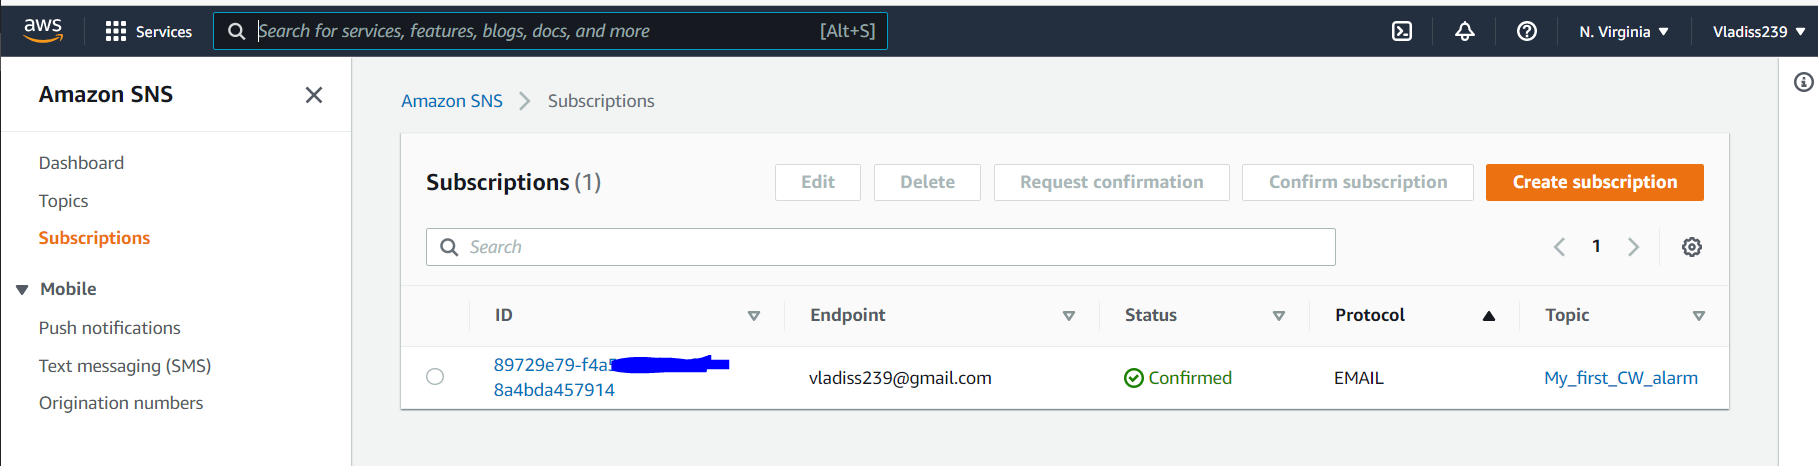 aws Services Search for services, features, blogs, docs, and more [Alt+S] N. Virginia Vladiss239
Amazon SNS
Dashboard
Topics
Subscriptions
Mobile
Push notifications
Text messaging (SMS)
Origination numbers
Amazon SNS Subscriptions
Subscriptions (1) Edit Delete Request confirmation Confirm subscription Create subscription
Search 1
ID Endpoint Status Protocol Topic
89729e79-f4a
8a4bda457914
vladiss239@gmail.com Confirmed EMAIL My_first_CW_alarm